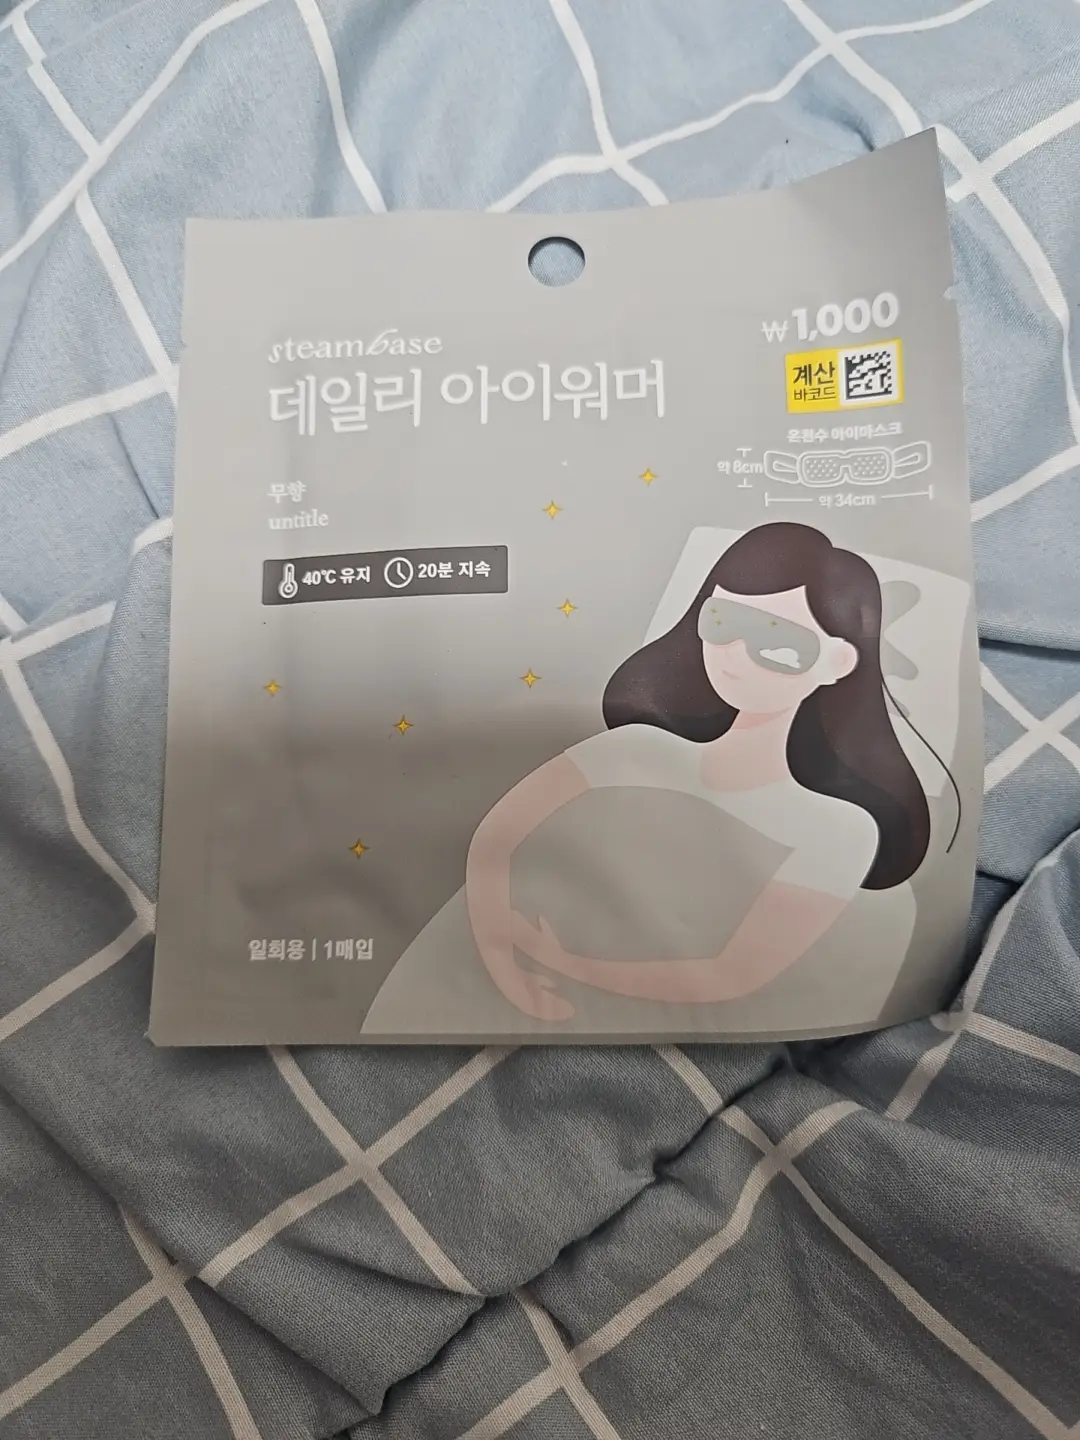 steambase
데일리 아이워머
무향
untitle
40℃ 유지 20분 지속
₩1,000
계산
바코드
온열수 아이마스크
약 8cm
약 34cm
일회용 | 1매입